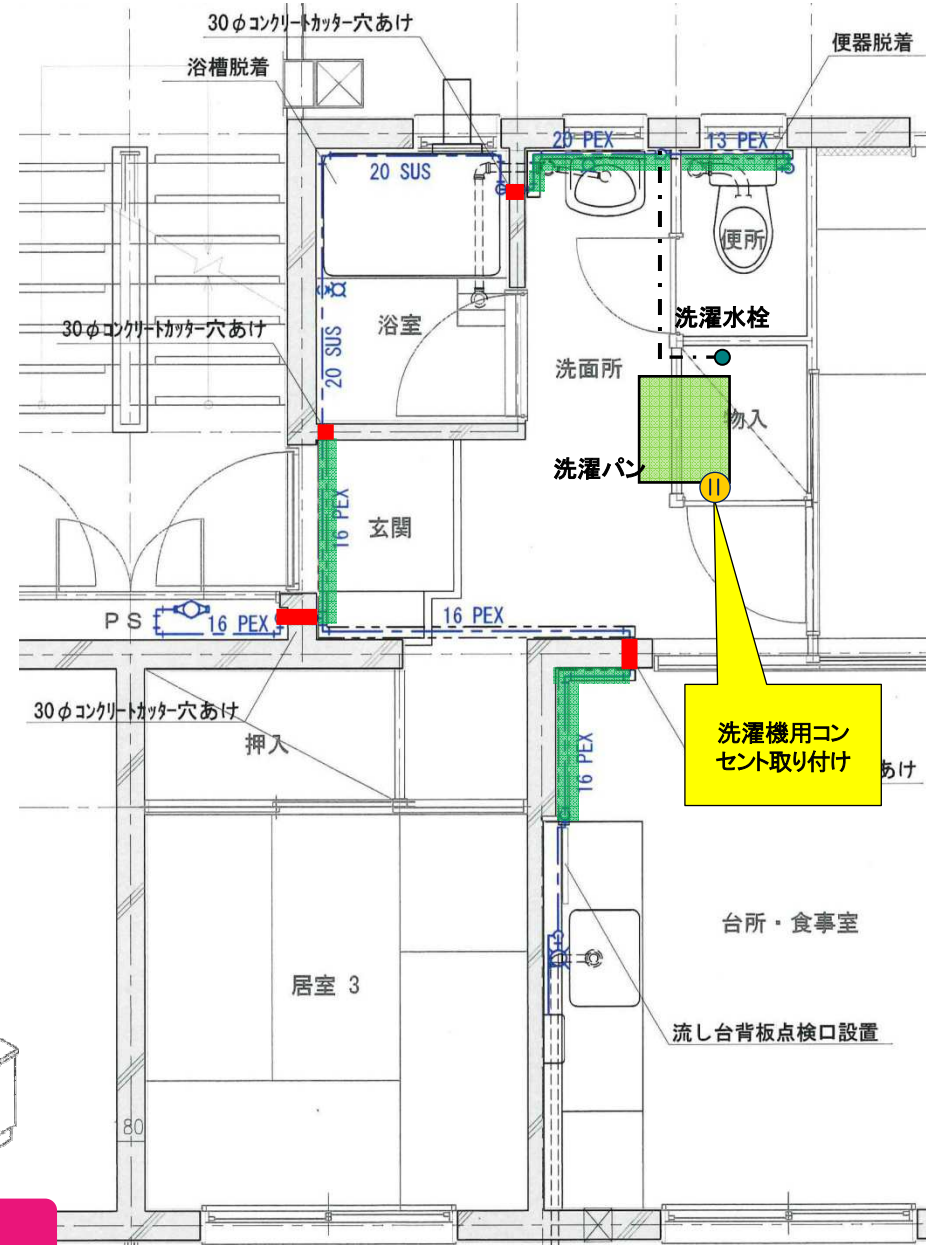 30φコンクリートカッター穴あけ
便器脱着
浴槽脱着
20 PEX
13 PEX
20 SUS
便所
洗濯水栓
30φコンクリートカッター穴あけ
浴室
20 SUS
洗面所
物入
洗濯パン
16 PEX
玄関
PS
16 PEX
16 PEX
30φコンクリートカッター穴あけ
押入
洗濯機用コン
セント取り付け
あけ
16 PEX
台所・食事室
居室 3
流し台背板点検口設置
80